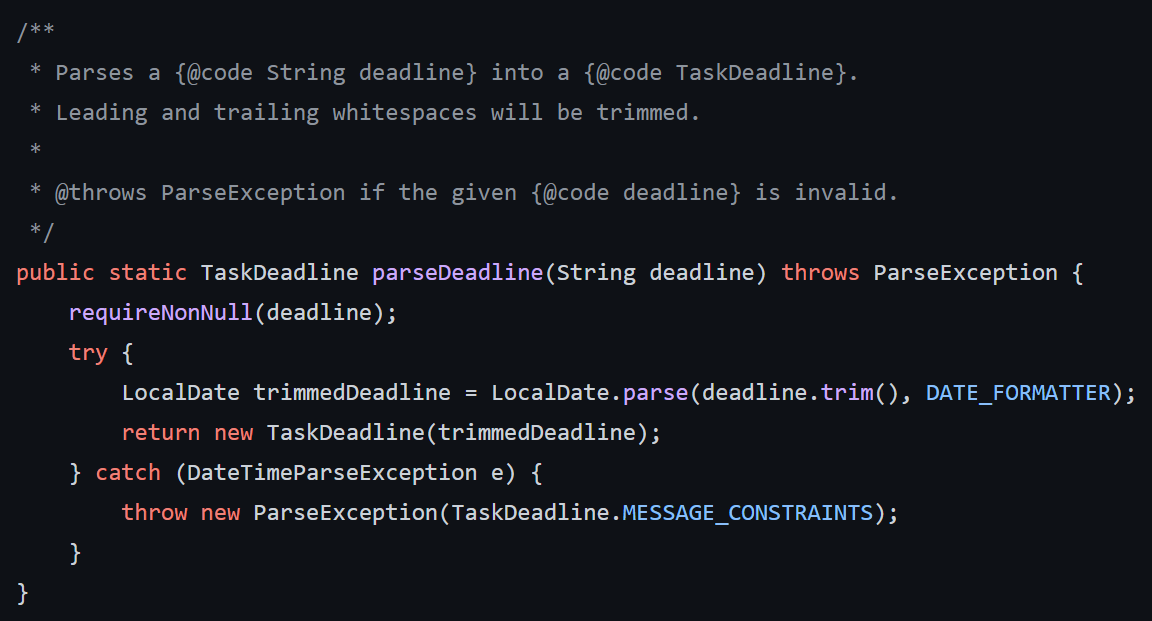 /**
 * Parses a {@code String deadline} into a {@code TaskDeadline}.
 * Leading and trailing whitespaces will be trimmed.
 *
 * @throws ParseException if the given {@code deadline} is invalid.
 */
public static TaskDeadline parseDeadline(String deadline) throws ParseException {
    requireNonNull(deadline);
    try {
        LocalDate trimmedDeadline = LocalDate.parse(deadline.trim(), DATE_FORMATTER);
        return new TaskDeadline(trimmedDeadline);
    } catch (DateTimeParseException e) {
        throw new ParseException(TaskDeadline.MESSAGE_CONSTRAINTS);
    }
}